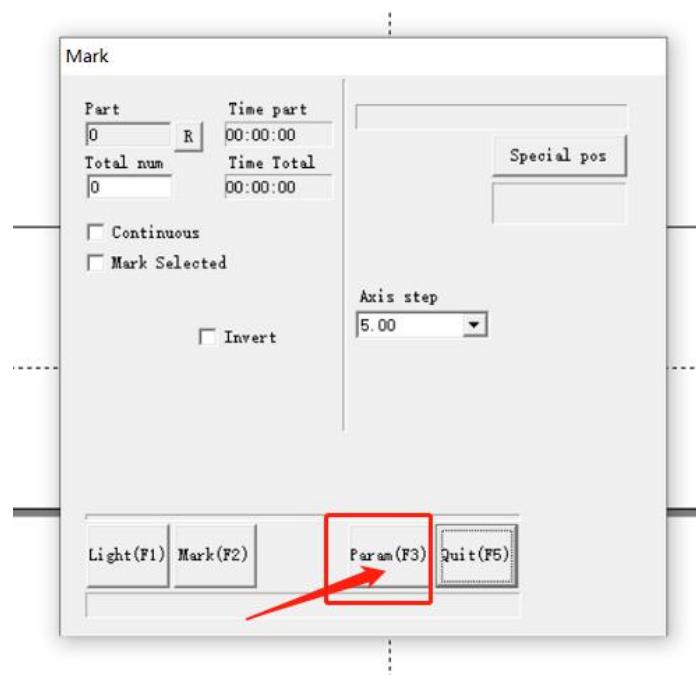 Mark
Part
Time part
0
R
00:00:00
Total num
Time Total
0
00:00:00
Continuous
Mark Selected
Invert
Special pos
Axis step
5.00
Light(F1)
Mark(F2)
Param(F3)
Quit(F5)